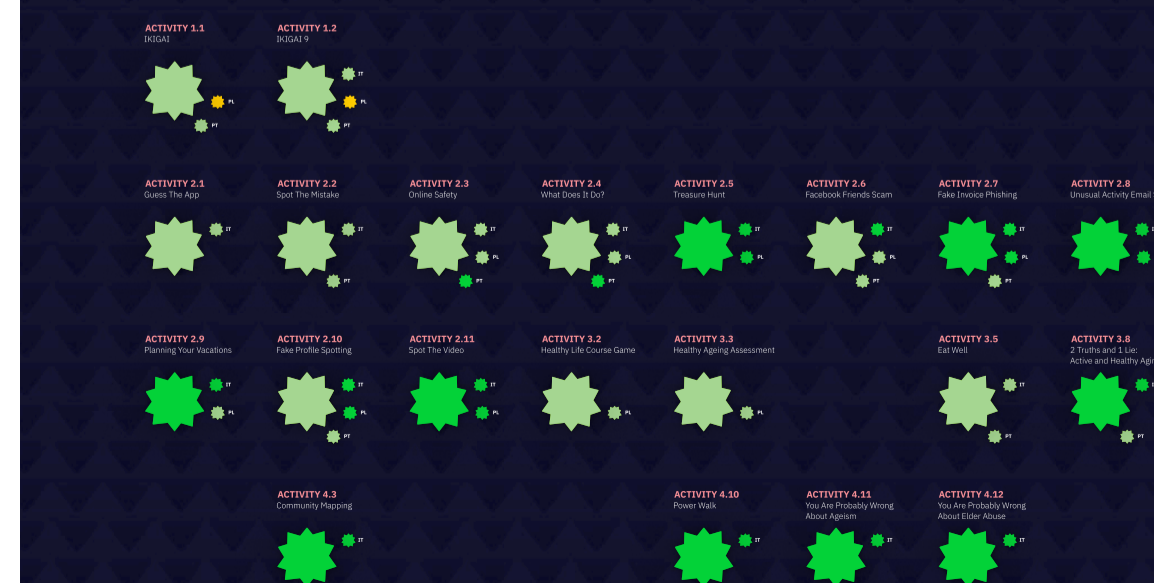 ACTIVITY 1.1
IKIGAI
PL
PT
ACTIVITY 1.2
IKIGAI 9
IT
PL
PT
ACTIVITY 2.1
Guess The App
IT
ACTIVITY 2.2
Spot The Mistake
IT
PT
ACTIVITY 2.3
Online Safety
IT
PL
PT
ACTIVITY 2.4
What Does It Do?
IT
PL
PT
ACTIVITY 2.5
Treasure Hunt
IT
PL
ACTIVITY 2.6
Facebook Friends Scam
IT
PL
PT
ACTIVITY 2.7
Fake Invoice Phishing
IT
PL
PT
ACTIVITY 2.8
Unusual Activity Email
ACTIVITY 2.9
Planning Your Vacations
IT
PL
ACTIVITY 2.10
Fake Profile Spotting
IT
PL
PT
ACTIVITY 2.11
Spot The Video
IT
PL
ACTIVITY 3.2
Healthy Life Course Game
PL
ACTIVITY 3.3
Healthy Ageing Assessment
PL
ACTIVITY 3.5
Eat Well
IT
PT
ACTIVITY 3.8
2 Truths and 1 Lie:
Active and Healthy
PT
ACTIVITY 4.3
Community Mapping
IT
ACTIVITY 4.10
Power Walk
IT
ACTIVITY 4.11
You Are Probably Wrong
About Ageism
IT
ACTIVITY 4.12
You Are Probably Wrong
About Elder Abuse
IT